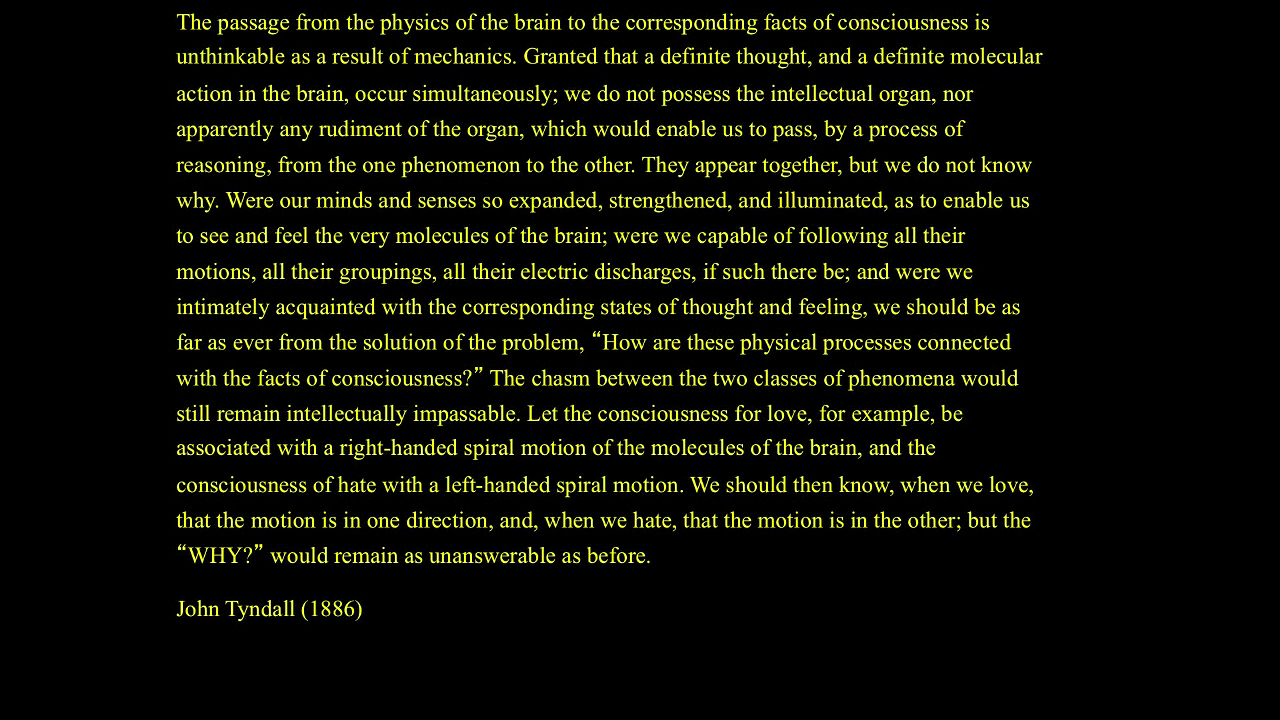 The passage from the physics of the brain to the corresponding facts of consciousness is
unthinkable as a result of mechanics. Granted that a definite thought, and a definite molecular
action in the brain, occur simultaneously; we do not possess the intellectual organ, nor
apparently any rudiment of the organ, which would enable us to pass, by a process of
reasoning, from the one phenomenon to the other. They appear together, but we do not know
why. Were our minds and senses so expanded, strengthened, and illuminated, as to enable us
to see and feel the very molecules of the brain; were we capable of following all their
motions, all their groupings, all their electric discharges, if such there be; and were we
intimately acquainted with the corresponding states of thought and feeling, we should be as
far as ever from the solution of the problem, “How are these physical processes connected
with the facts of consciousness?” The chasm between the two classes of phenomena would
still remain intellectually impassable. Let the consciousness for love, for example, be
associated with a right-handed spiral motion of the molecules of the brain, and the
consciousness of hate with a left-handed spiral motion. We should then know, when we love,
that the motion is in one direction, and, when we hate, that the motion is in the other; but the
“WHY?” would remain as unanswerable as before.
John Tyndall (1886)